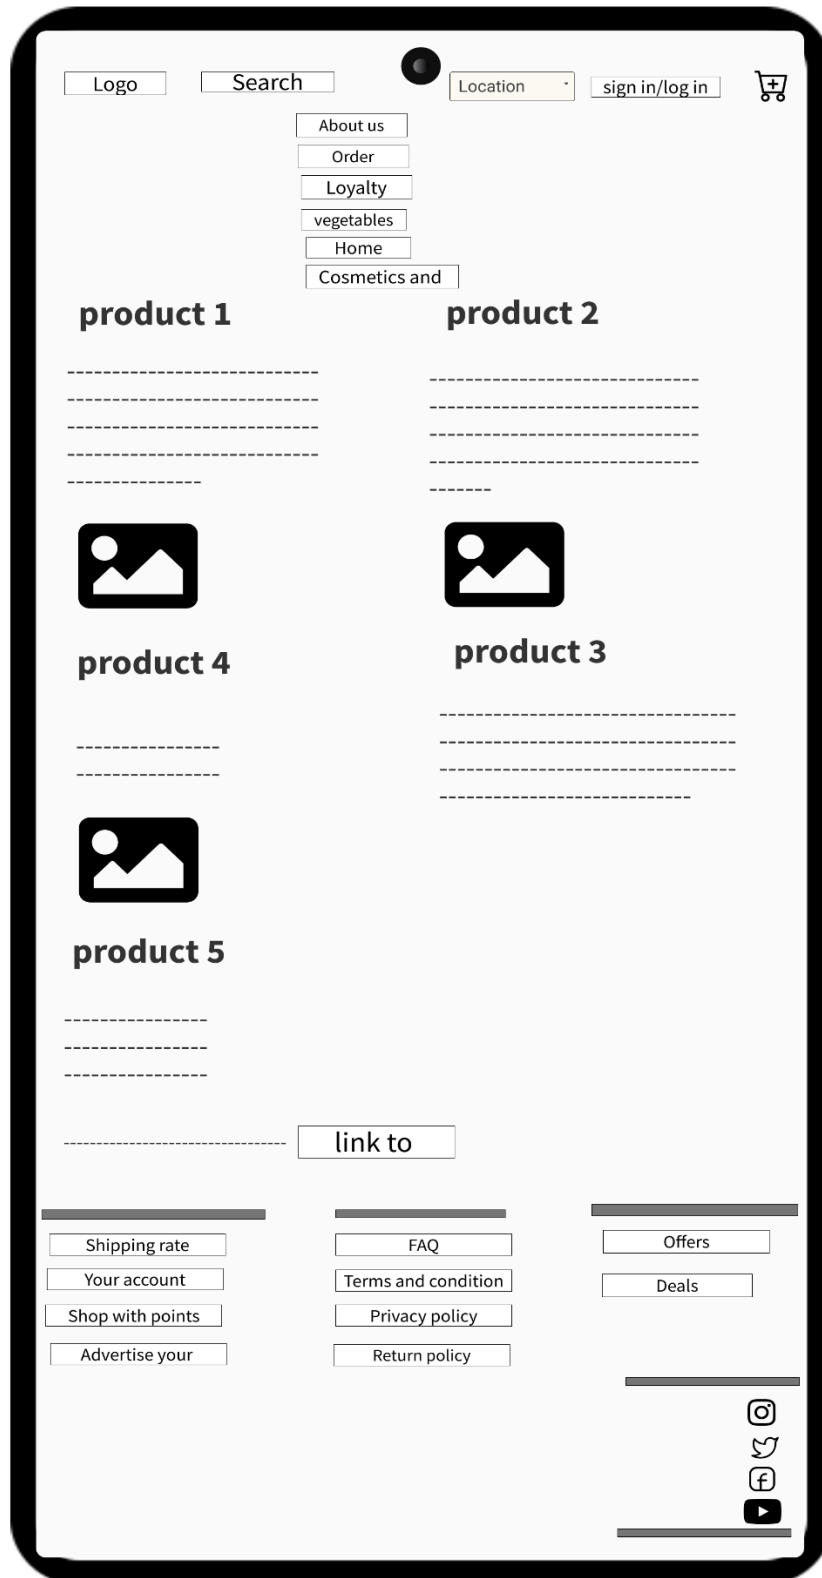 Logo
Search
Location
sign in/log in
About us
Order
Loyalty
vegetables
Home
Cosmetics and
product 1
product 2
product 4
product 3
product 5
link to
Shipping rate
Your account
Shop with points
Advertise your
FAQ
Terms and condition
Privacy policy
Return policy
Offers
Deals